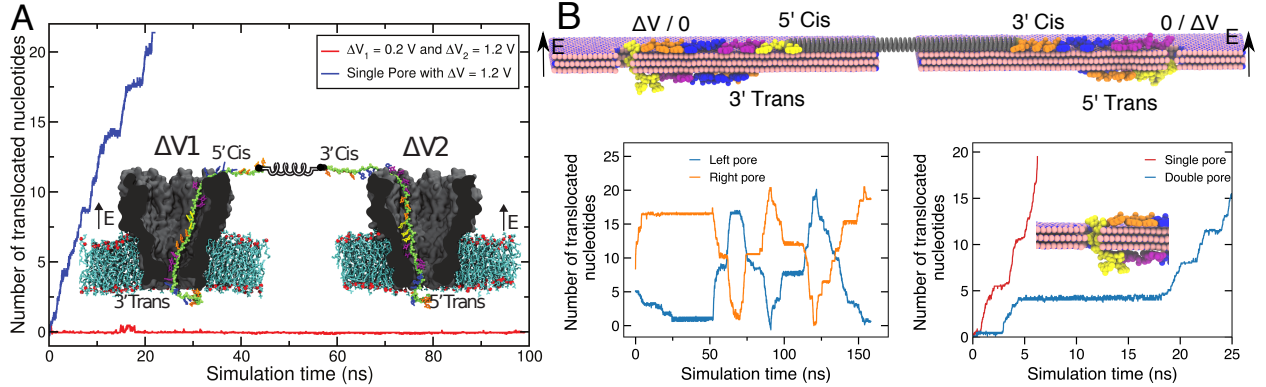 A
Number of translocated nucleotides
20
15
10
5
0
ΔV₁ = 0.2 V and ΔV₂ = 1.2 V
Single Pore with ΔV = 1.2 V
ΔV1
5'Cis
3'Cis
ΔV2
E
E
3'Trans
5'Trans
0
20
40
60
80
100
Simulation time (ns)
B
ΔV / 0
5' Cis
3' Cis
0 / ΔV
E
E
3' Trans
5' Trans
Number of translocated
nucleotides
25
20
15
10
5
0
Left pore
Right pore
0
50
100
150
Simulation time (ns)
Number of translocated
nucleotides
20
15
10
5
0
Single pore
Double pore
0
5
10
15
20
25
Simulation time (ns)